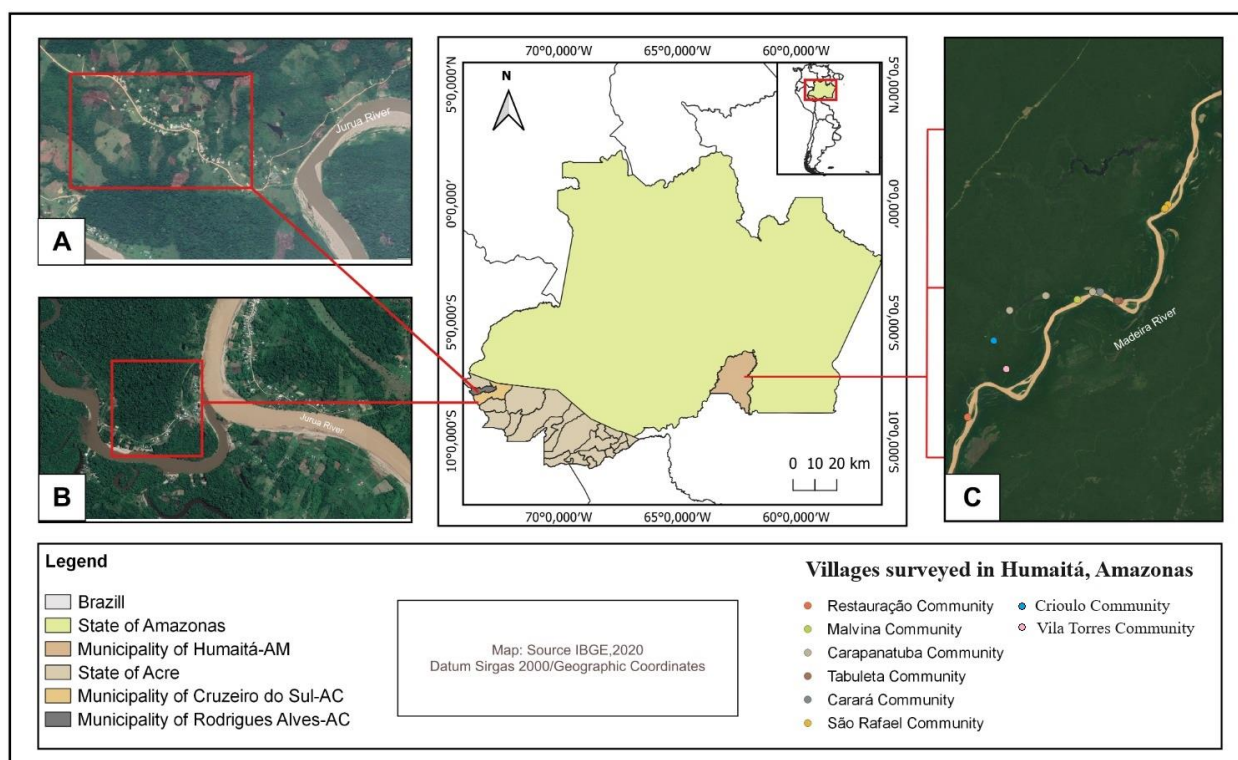 Jurua River
A
Jurua River
B
70°0,000'W 65°0,000'W 60°0,000'W
5°0,000'N
0°0,000'
5°0,000'S
10°0,000'S
N
5°0,000'N
0°0,000'
5°0,000'S
10°0,000'S
0 10 20 km
70°0,000'W 65°0,000'W 60°0,000'W
Madeira River
C
Legend
Brazill
State of Amazonas
Municipality of Humaitá-AM
State of Acre
Municipality of Cruzeiro do Sul-AC
Municipality of Rodrigues Alves-AC
Map: Source IBGE,2020
Datum Sirgas 2000/Geographic Coordinates
Villages surveyed in Humaitá, Amazonas
Restauração Community
Malvina Community
Carapanatuba Community
Tabuleta Community
Carará Community
São Rafael Community
Crioulo Community
Vila Torres Community